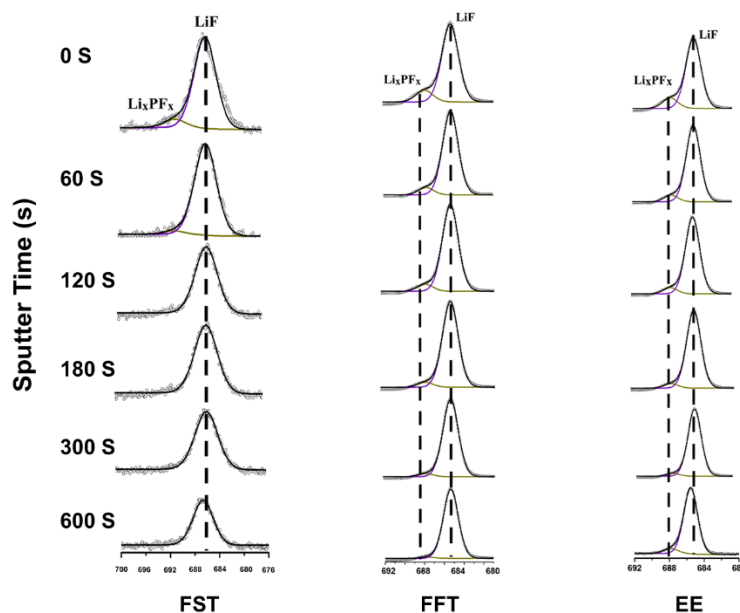 LiF
LiF
LiF
0 S
LiₓPFₓ
LiₓPFₓ
LiₓPFₓ
60 S
120 S
180 S
300 S
600 S
Sputter Time (s)
700 696 692 688 684 680 676
692 688 684 680
692 688 684 68
FST
FFT
EE